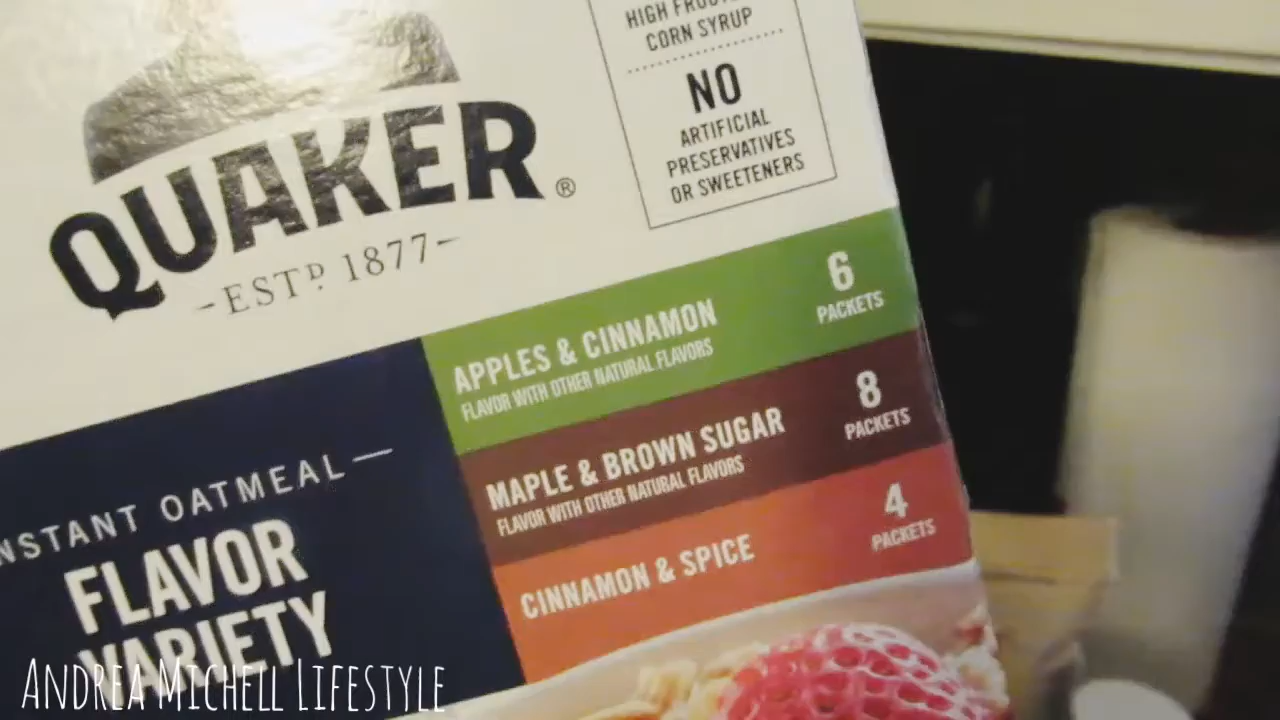 HIGH FRUCTOSE
CORN SYRUP
NO
ARTIFICIAL
PRESERVATIVES
OR SWEETENERS
QUAKER®
-ESTD 1877-
APPLES & CINNAMON
FLAVOR WITH OTHER NATURAL FLAVORS
6
PACKETS
MAPLE & BROWN SUGAR
FLAVOR WITH OTHER NATURAL FLAVORS
8
PACKETS
CINNAMON & SPICE
4
PACKETS
INSTANT OATMEAL—
FLAVOR
VARIETY
ANDREA MICHELL LIFESTYLE